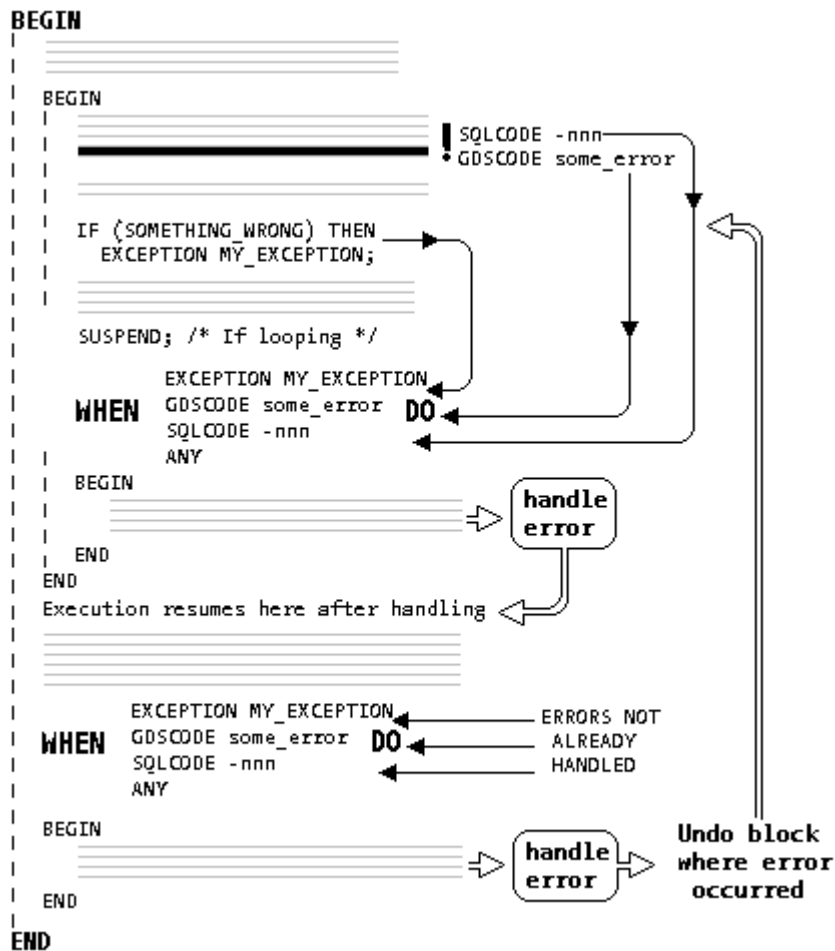 BEGIN
BEGIN
! SQLCODE -nnn
GDSCODE some_error
IF (SOMETHING_WRONG) THEN
EXCEPTION MY_EXCEPTION;
SUSPEND; /* If looping */
EXCEPTION MY_EXCEPTION
WHEN GDSCODE some_error DO
SQLCODE -nnn
ANY
BEGIN
handle
error
END
END
Execution resumes here after handling
EXCEPTION MY_EXCEPTION ERRORS NOT
WHEN GDSCODE some_error DO ALREADY
SQLCODE -nnn HANDLED
ANY
BEGIN
handle
error
Undo block
where error
occurred
END
END